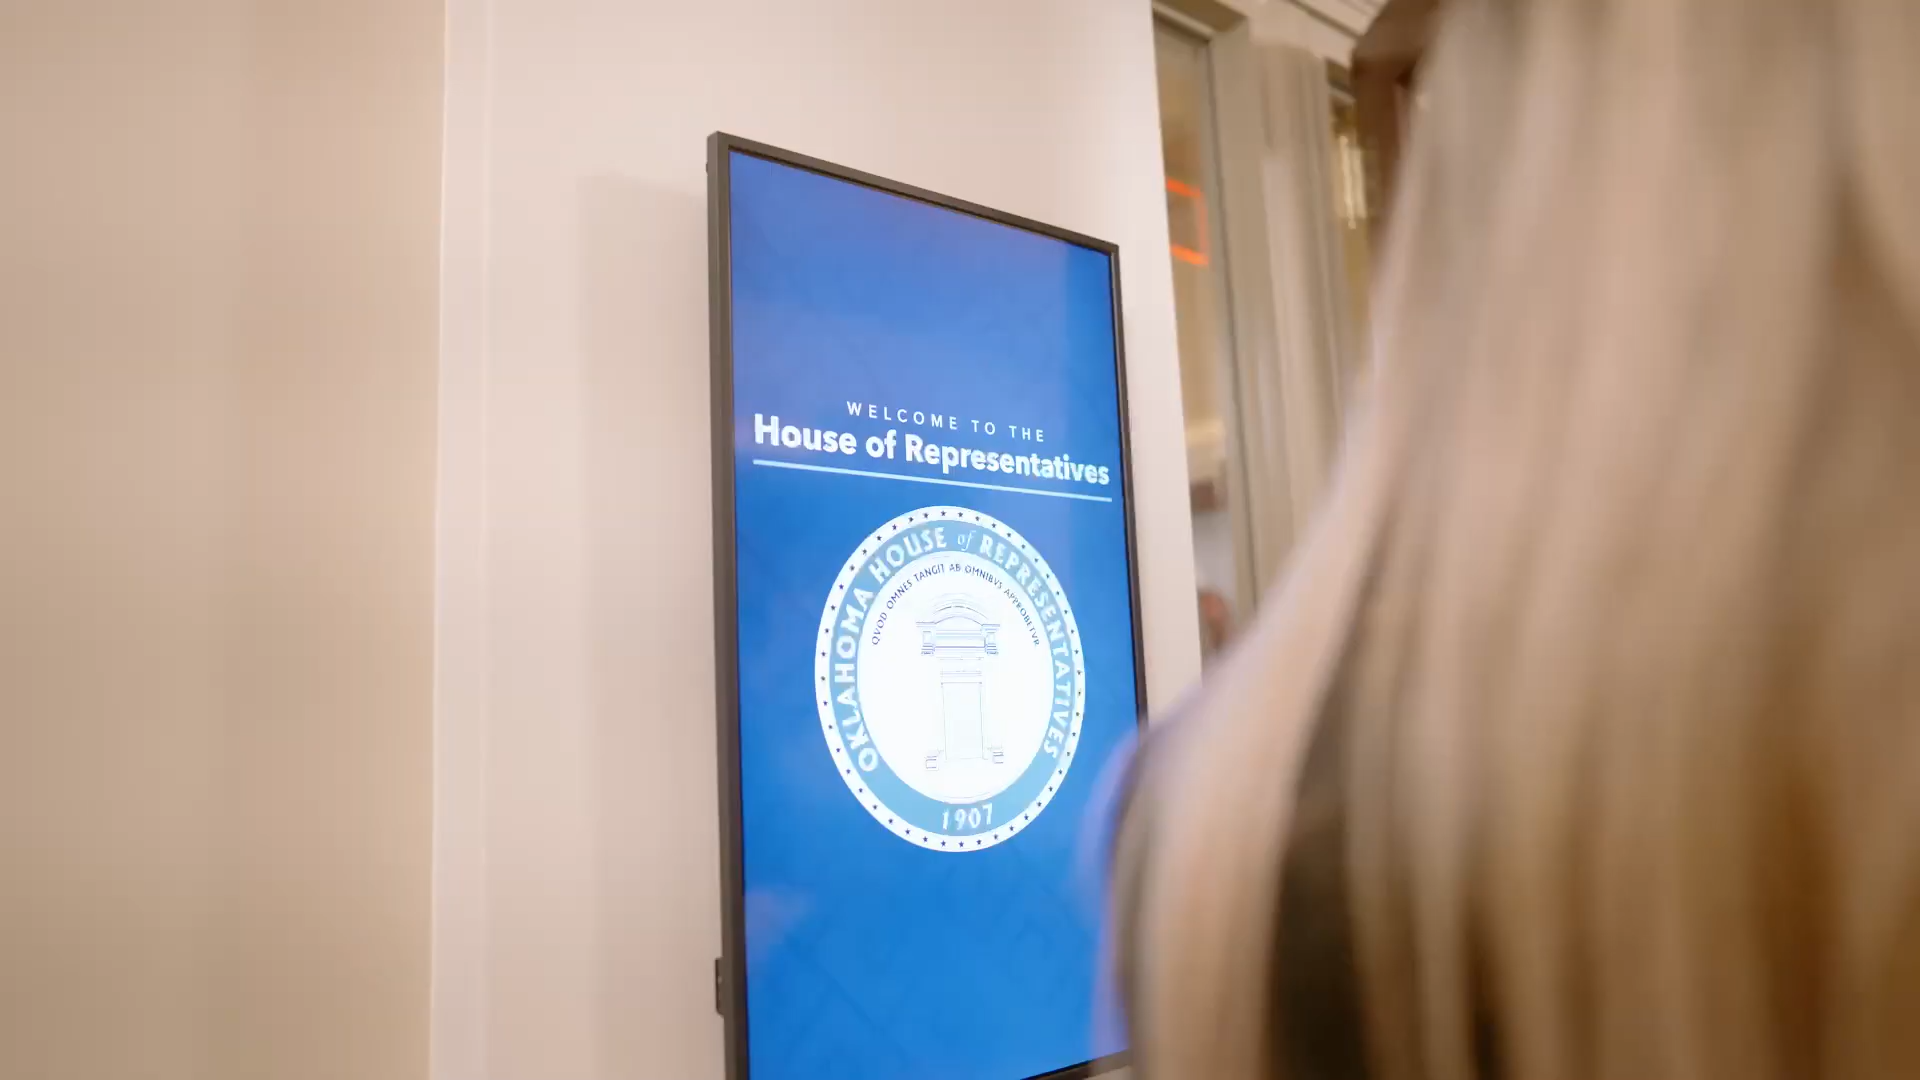 WELCOME TO THE
House of Representatives
OKLAHOMA HOUSE of REPRESENTATIVES
QVOD OMNES TANGIT AB OMNIBVS APPROBETVR
1907